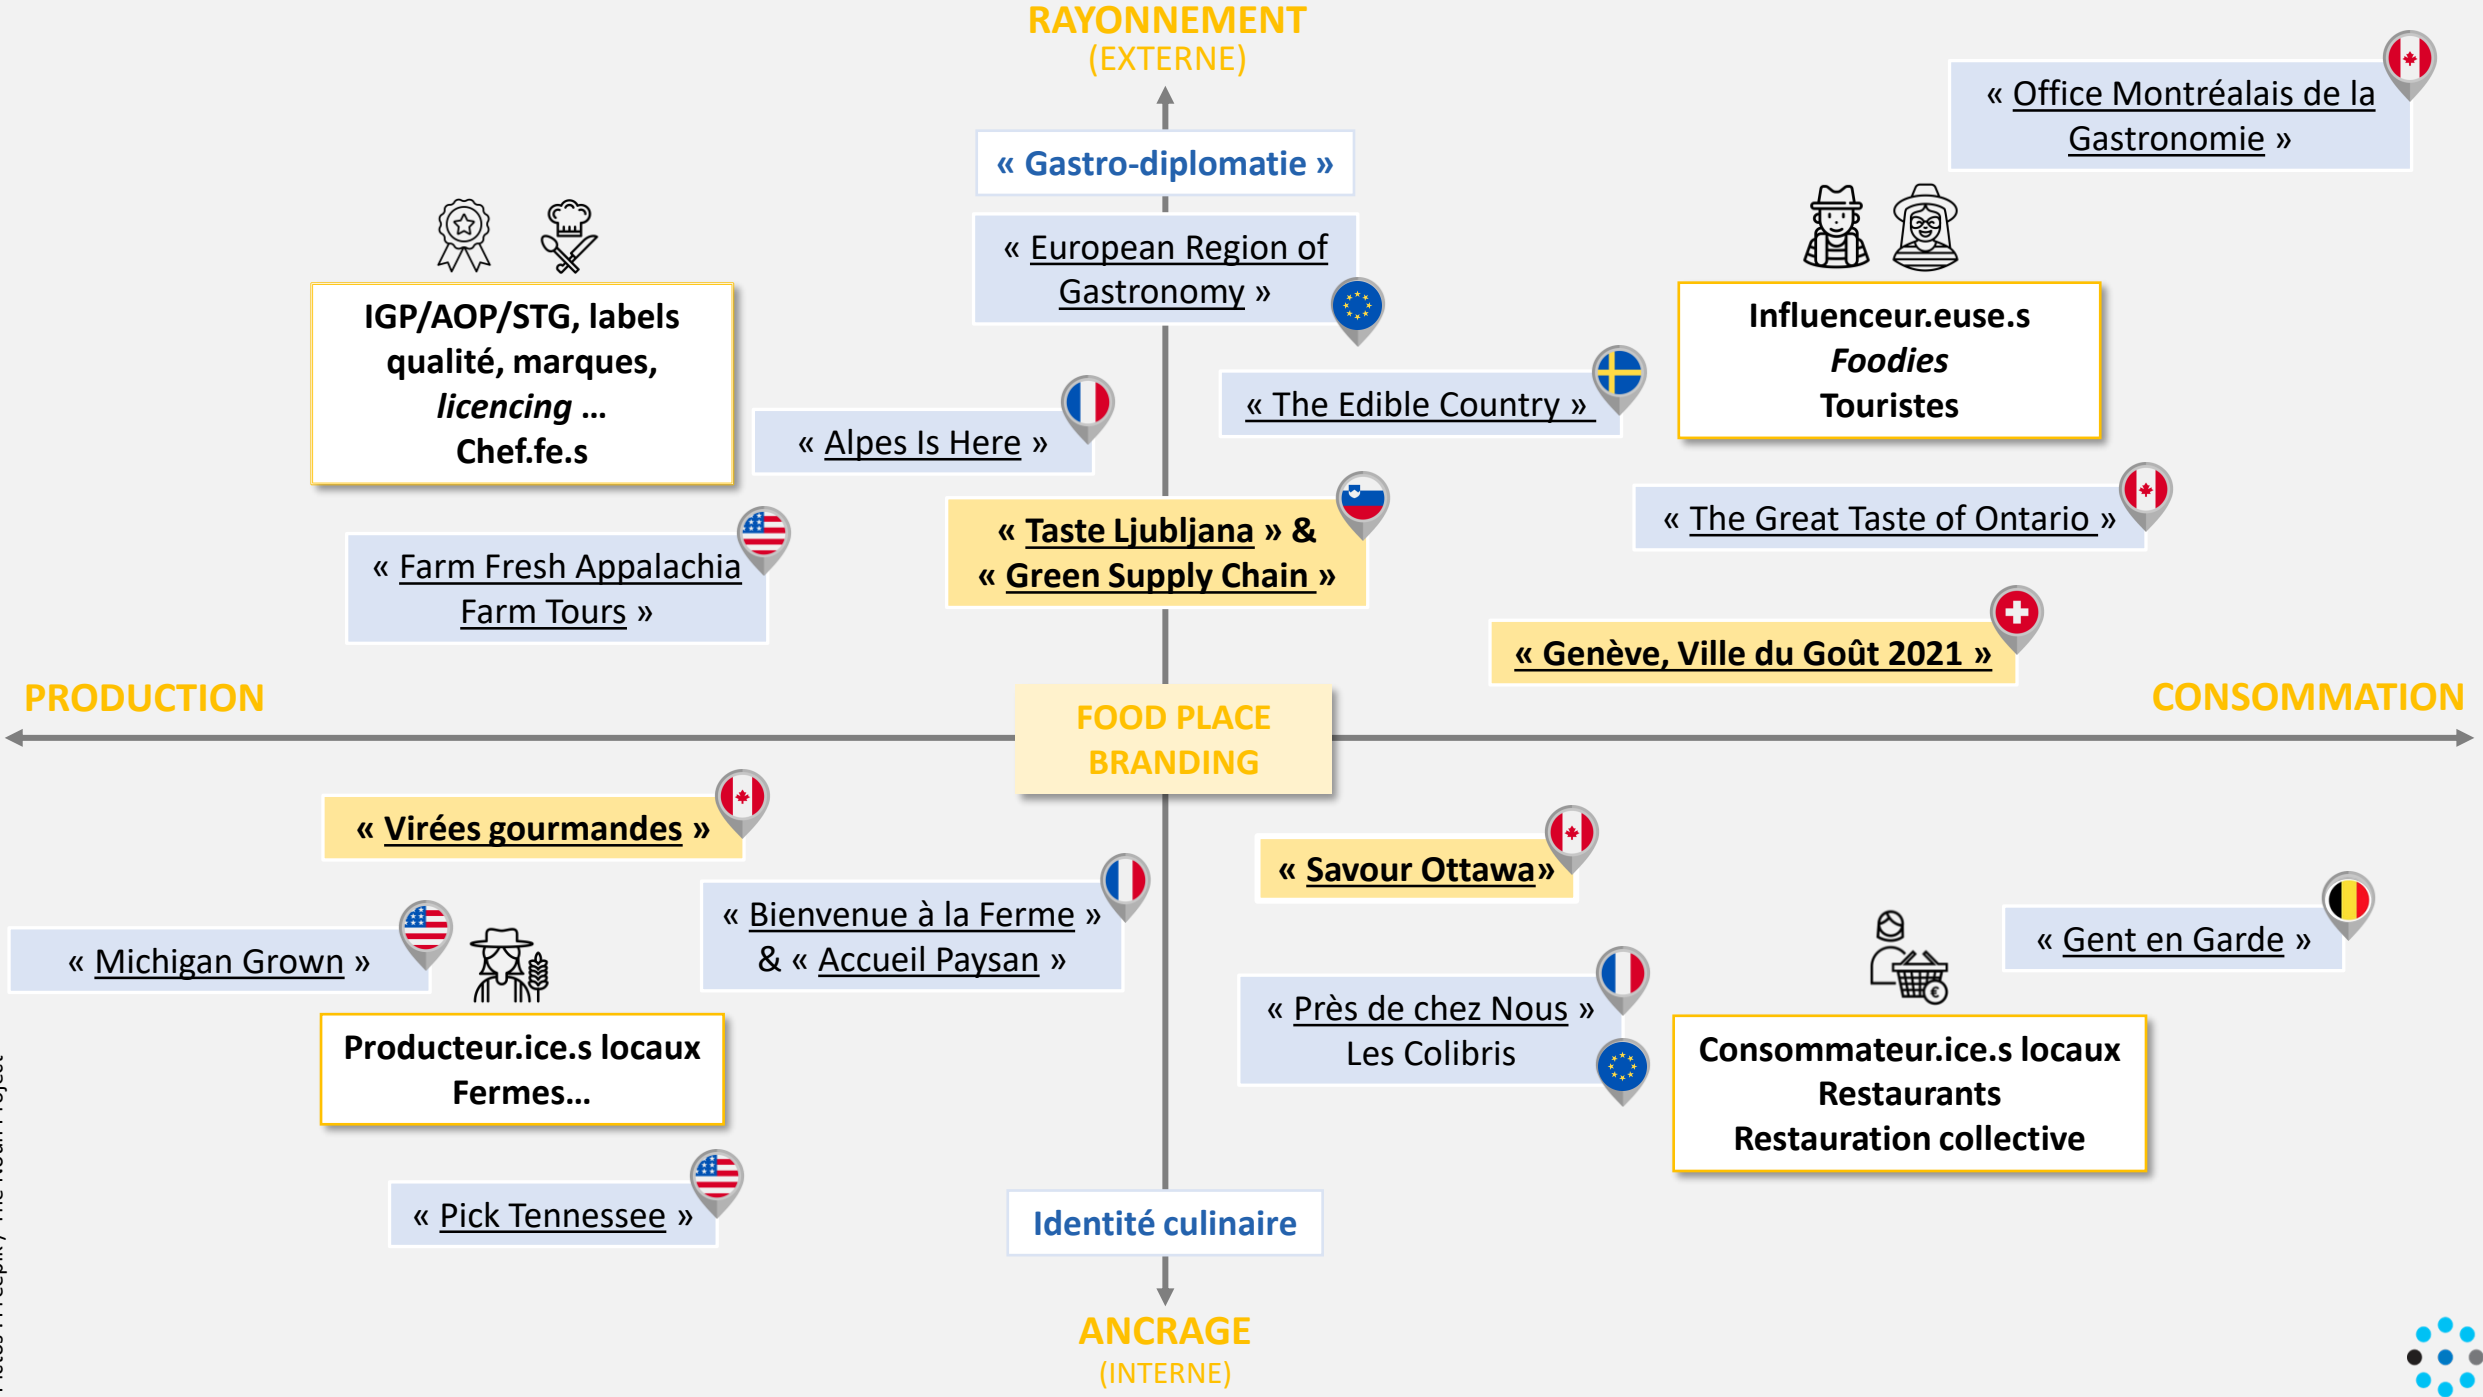 RAYONNEMENT
(EXTERNE)
« Office Montréalais de la
Gastronomie »
« Gastro-diplomatie »
« European Region of
Gastronomy »
IGP/AOP/STG, labels
qualité, marques,
licencing ...
Chef.fe.s
Influenceur.euse.s
Foodies
Touristes
« The Edible Country »
« Alpes Is Here »
« Taste Ljubljana » &
« Green Supply Chain »
« The Great Taste of Ontario »
« Farm Fresh Appalachia
Farm Tours »
« Genève, Ville du Goût 2021 »
PRODUCTION
CONSOMMATION
FOOD PLACE
BRANDING
« Virées gourmandes »
« Savour Ottawa»
« Bienvenue à la Ferme »
& « Accueil Paysan »
« Gent en Garde »
« Michigan Grown »
« Près de chez Nous »
Les Colibris
Producteur.ice.s locaux
Fermes...
Consommateur.ice.s locaux
Restaurants
Restauration collective
« Pick Tennessee »
Identité culinaire
ANCRAGE
(INTERNE)